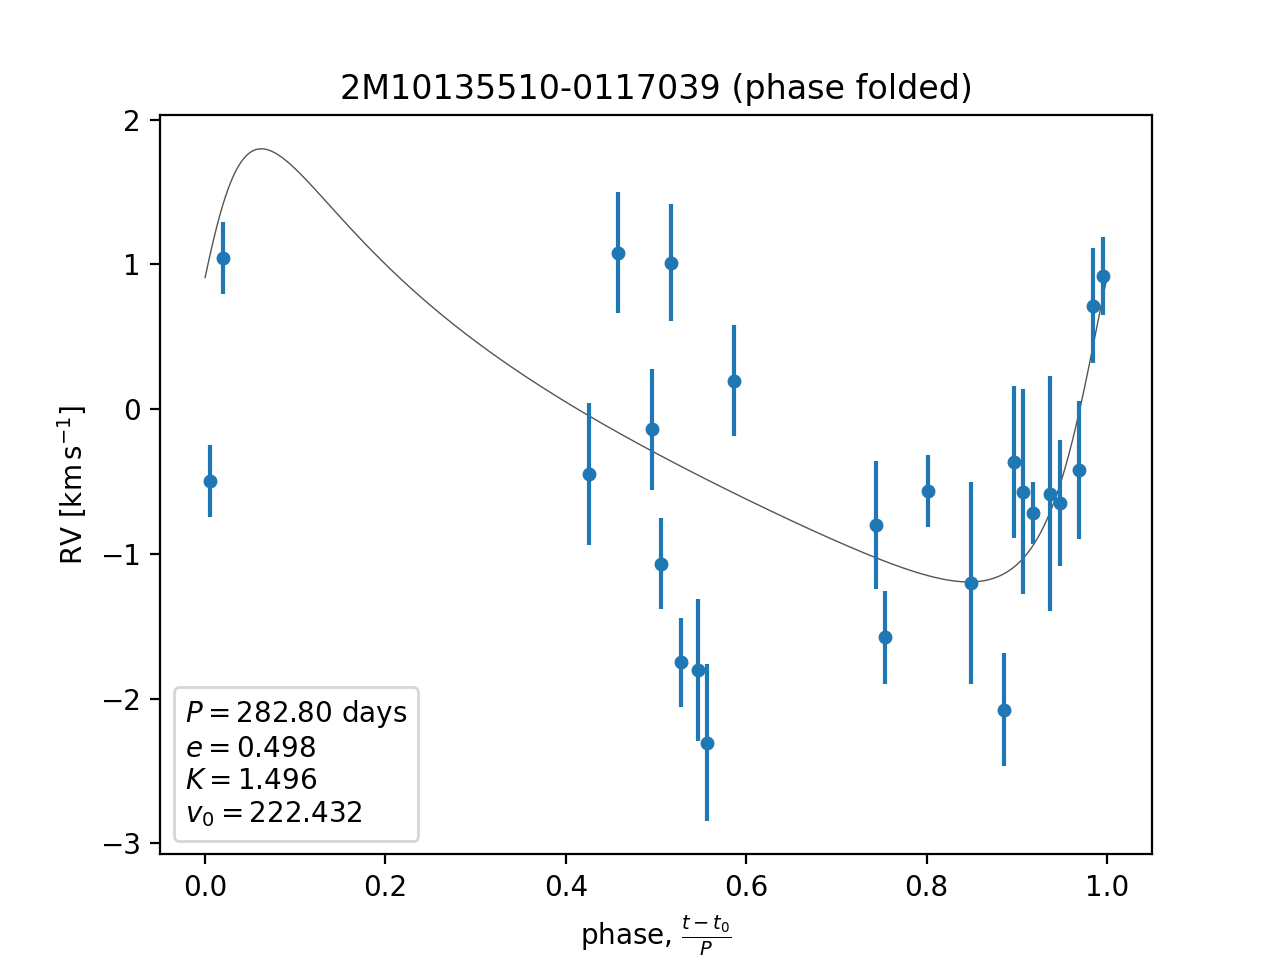 2M10135510-0117039 (phase folded)
RV [km s⁻¹]
2
1
0
−1
−2
−3
P = 282.80 days
e = 0.498
K = 1.496
v₀ = 222.432
0.0 0.2 0.4 0.6 0.8 1.0
phase, (t − t₀)/P